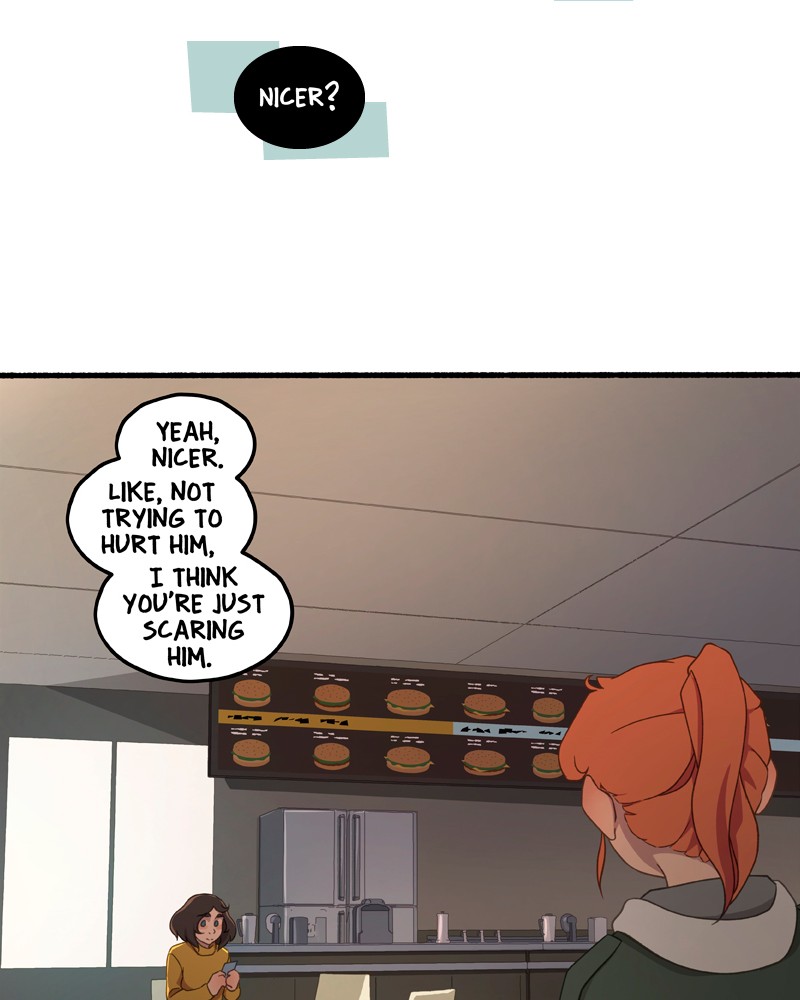 NICER?
YEAH,
NICER.
LIKE, NOT
TRYING TO
HURT HIM,
I THINK
YOU'RE JUST
SCARING
HIM.